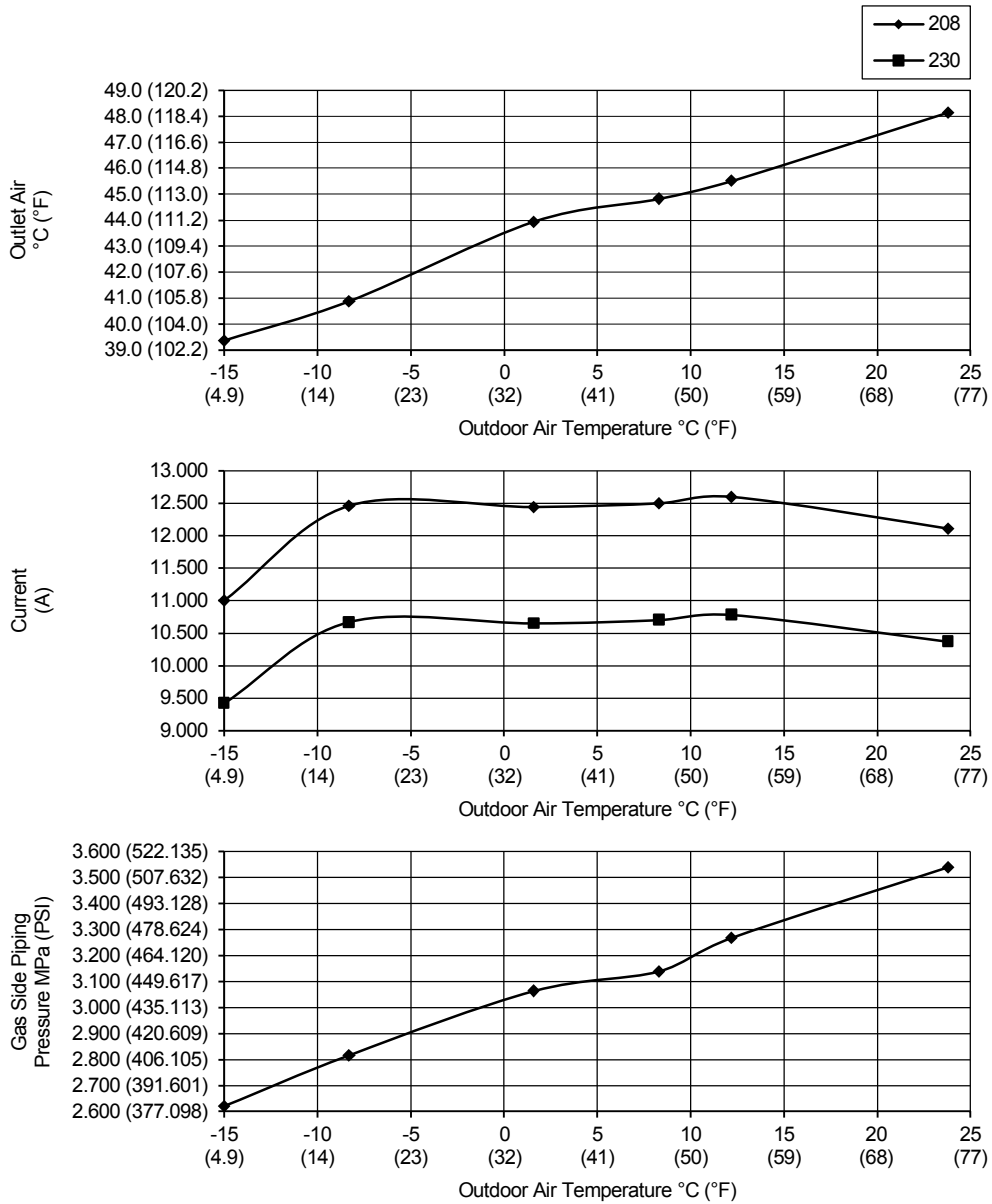 208
230
49.0 (120.2)
48.0 (118.4)
47.0 (116.6)
46.0 (114.8)
45.0 (113.0)
44.0 (111.2)
43.0 (109.4)
42.0 (107.6)
41.0 (105.8)
40.0 (104.0)
39.0 (102.2)
Outlet Air
°C (°F)
-15 -10 -5 0 5 10 15 20 25
(4.9) (14) (23) (32) (41) (50) (59) (68) (77)
Outdoor Air Temperature °C (°F)
13.000
12.500
12.000
11.500
11.000
10.500
10.000
9.500
9.000
Current
(A)
-15 -10 -5 0 5 10 15 20 25
(4.9) (14) (23) (32) (41) (50) (59) (68) (77)
Outdoor Air Temperature °C (°F)
3.600 (522.135)
3.500 (507.632)
3.400 (493.128)
3.300 (478.624)
3.200 (464.120)
3.100 (449.617)
3.000 (435.113)
2.900 (420.609)
2.800 (406.105)
2.700 (391.601)
2.600 (377.098)
Gas Side Piping
Pressure MPa (PSI)
-15 -10 -5 0 5 10 15 20 25
(4.9) (14) (23) (32) (41) (50) (59) (68) (77)
Outdoor Air Temperature °C (°F)